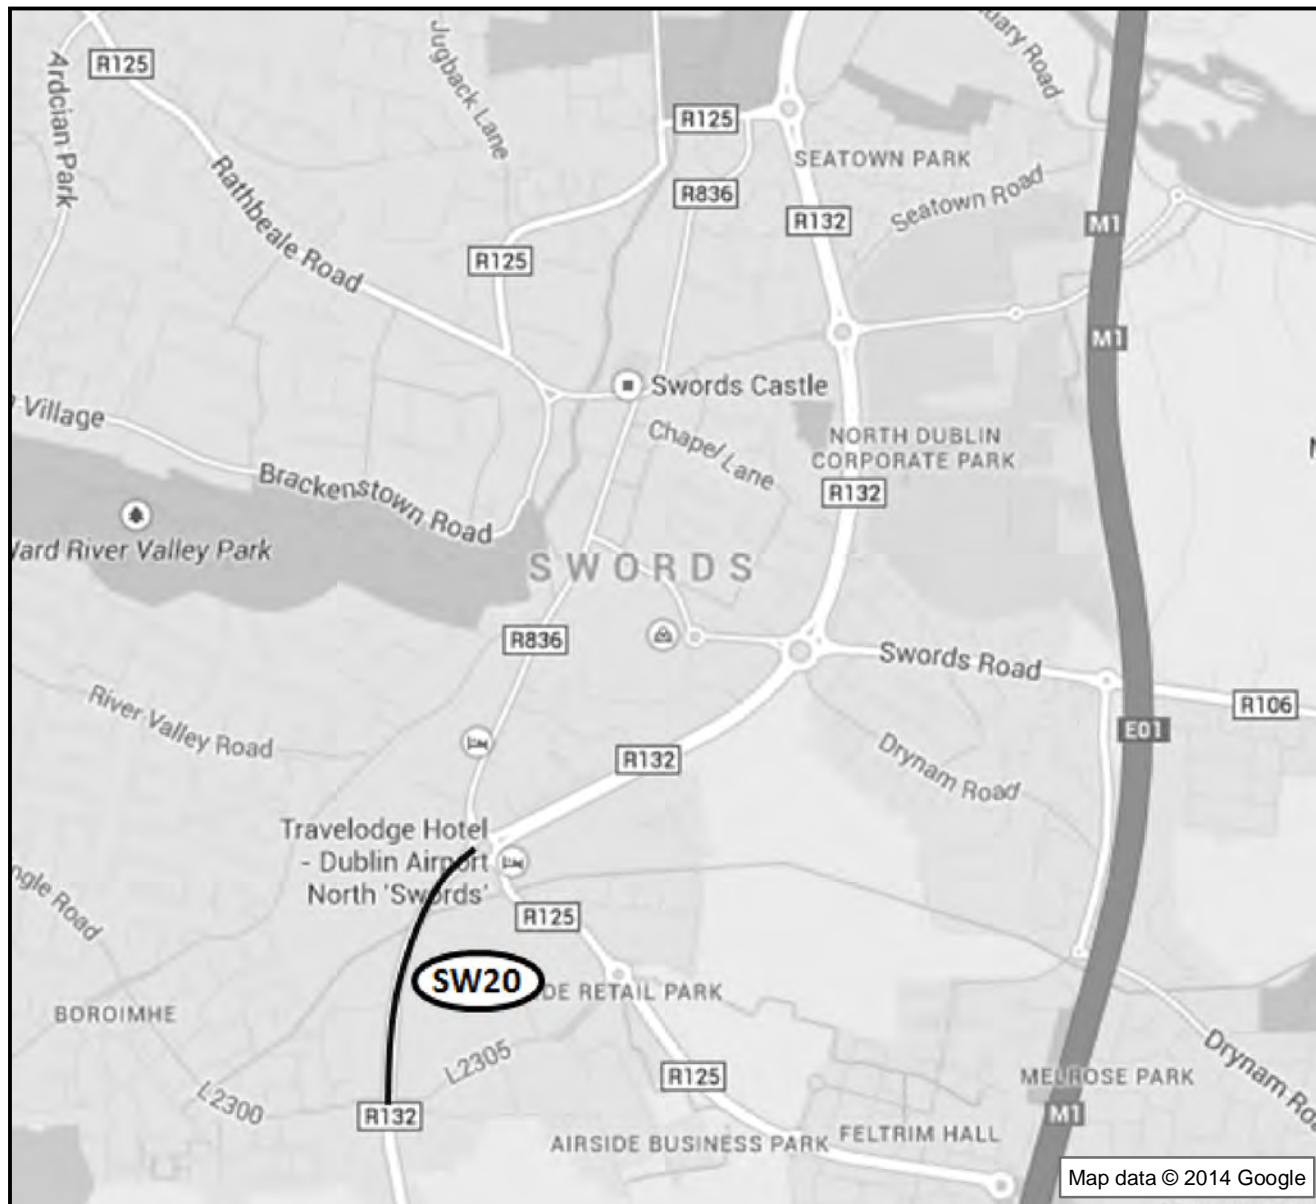 R125
Jugback Lane
Ardcian Park
Rathbeale Road
R125
R125
R836
SEATOWN PARK
Seatown Road
R132
M1
M1
Swords Castle
Chapel Lane
NORTH DUBLIN
CORPORATE PARK
R132
Village
Brackenstown Road
River Valley Park
SWORDS
R836
Swords Road
R106
E01
River Valley Road
R132
Drynam Road
Travelodge Hotel
- Dublin Airport
North 'Swords'
Road
R125
SW20
RETAIL PARK
BOROIMHE
L2305
L2300
R132
R125
Drynam
MELROSE PARK
M1
AIRSIDE BUSINESS PARK
FELTRIM HALL
Map data © 2014 Google